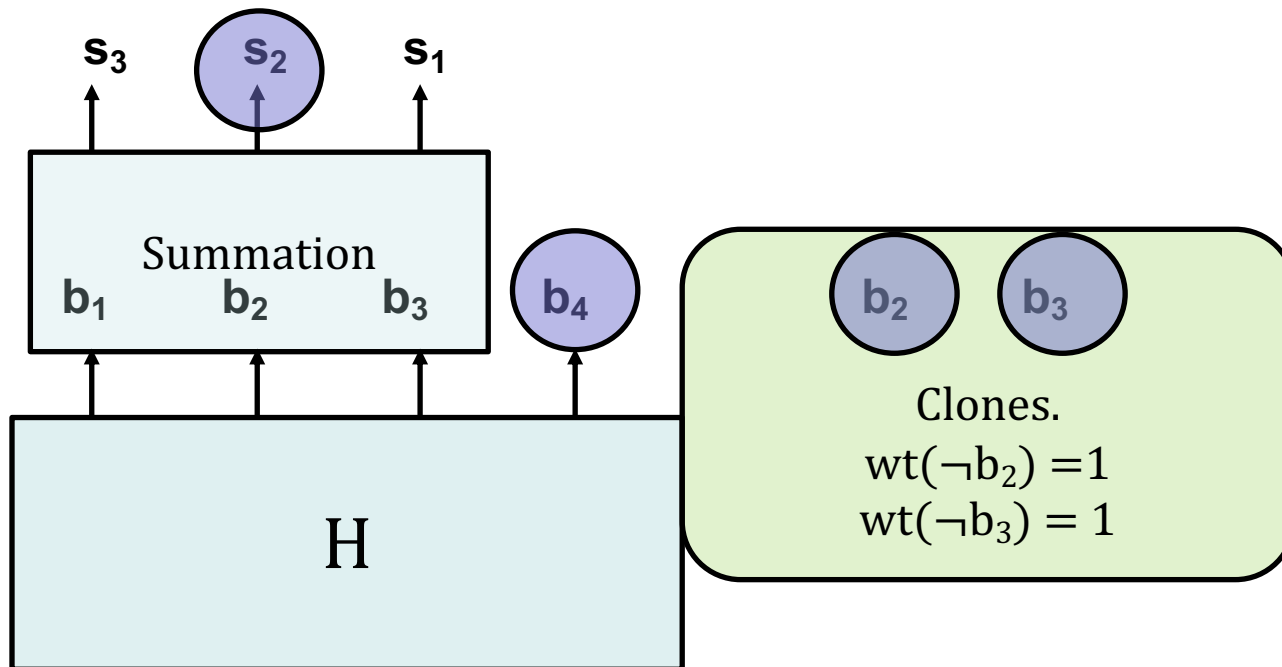 s₃ s₂ s₁
Summation
b₁ b₂ b₃ b₄ b₂ b₃
Clones.
wt(¬b₂) =1
wt(¬b₃) = 1
H